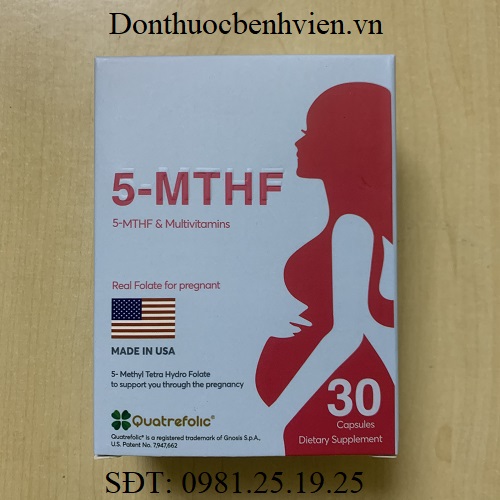 Donthuocbenhvien.vn
5-MTHF
5-MTHF & Multivitamins
Real Folate for pregnant
MADE IN USA
5- Methyl Tetra Hydro Folate
to support you through the pregnancy
Quatrefolic®
Quatrefolic® is a registered trademark of Gnosis S.p.A.,
U.S. Patent No. 7,947,662
30
Capsules
Dietary Supplement
SĐT: 0981.25.19.25